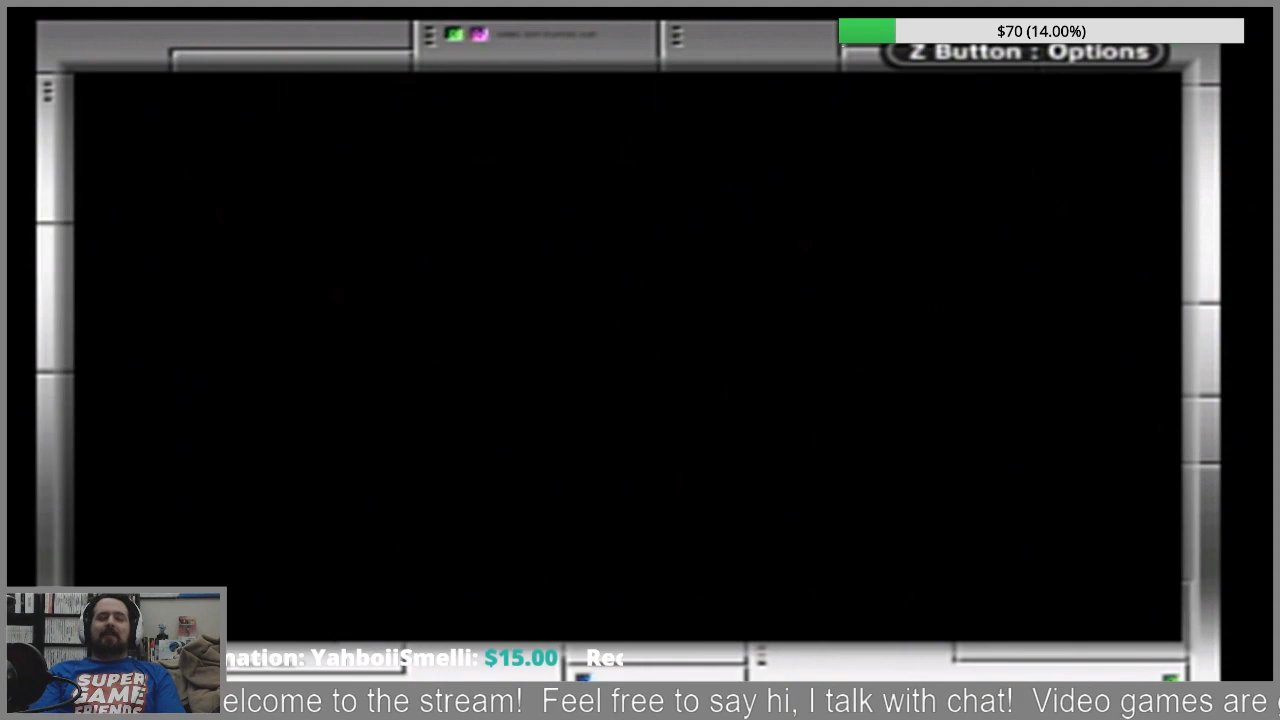 $70 (14.00%)
Z Button : Options
nation: YahboiiSmelli: $15.00 Rec
SUPER
GAME
FRIENDS
elcome to the stream! Feel free to say hi, I talk with chat! Video games are